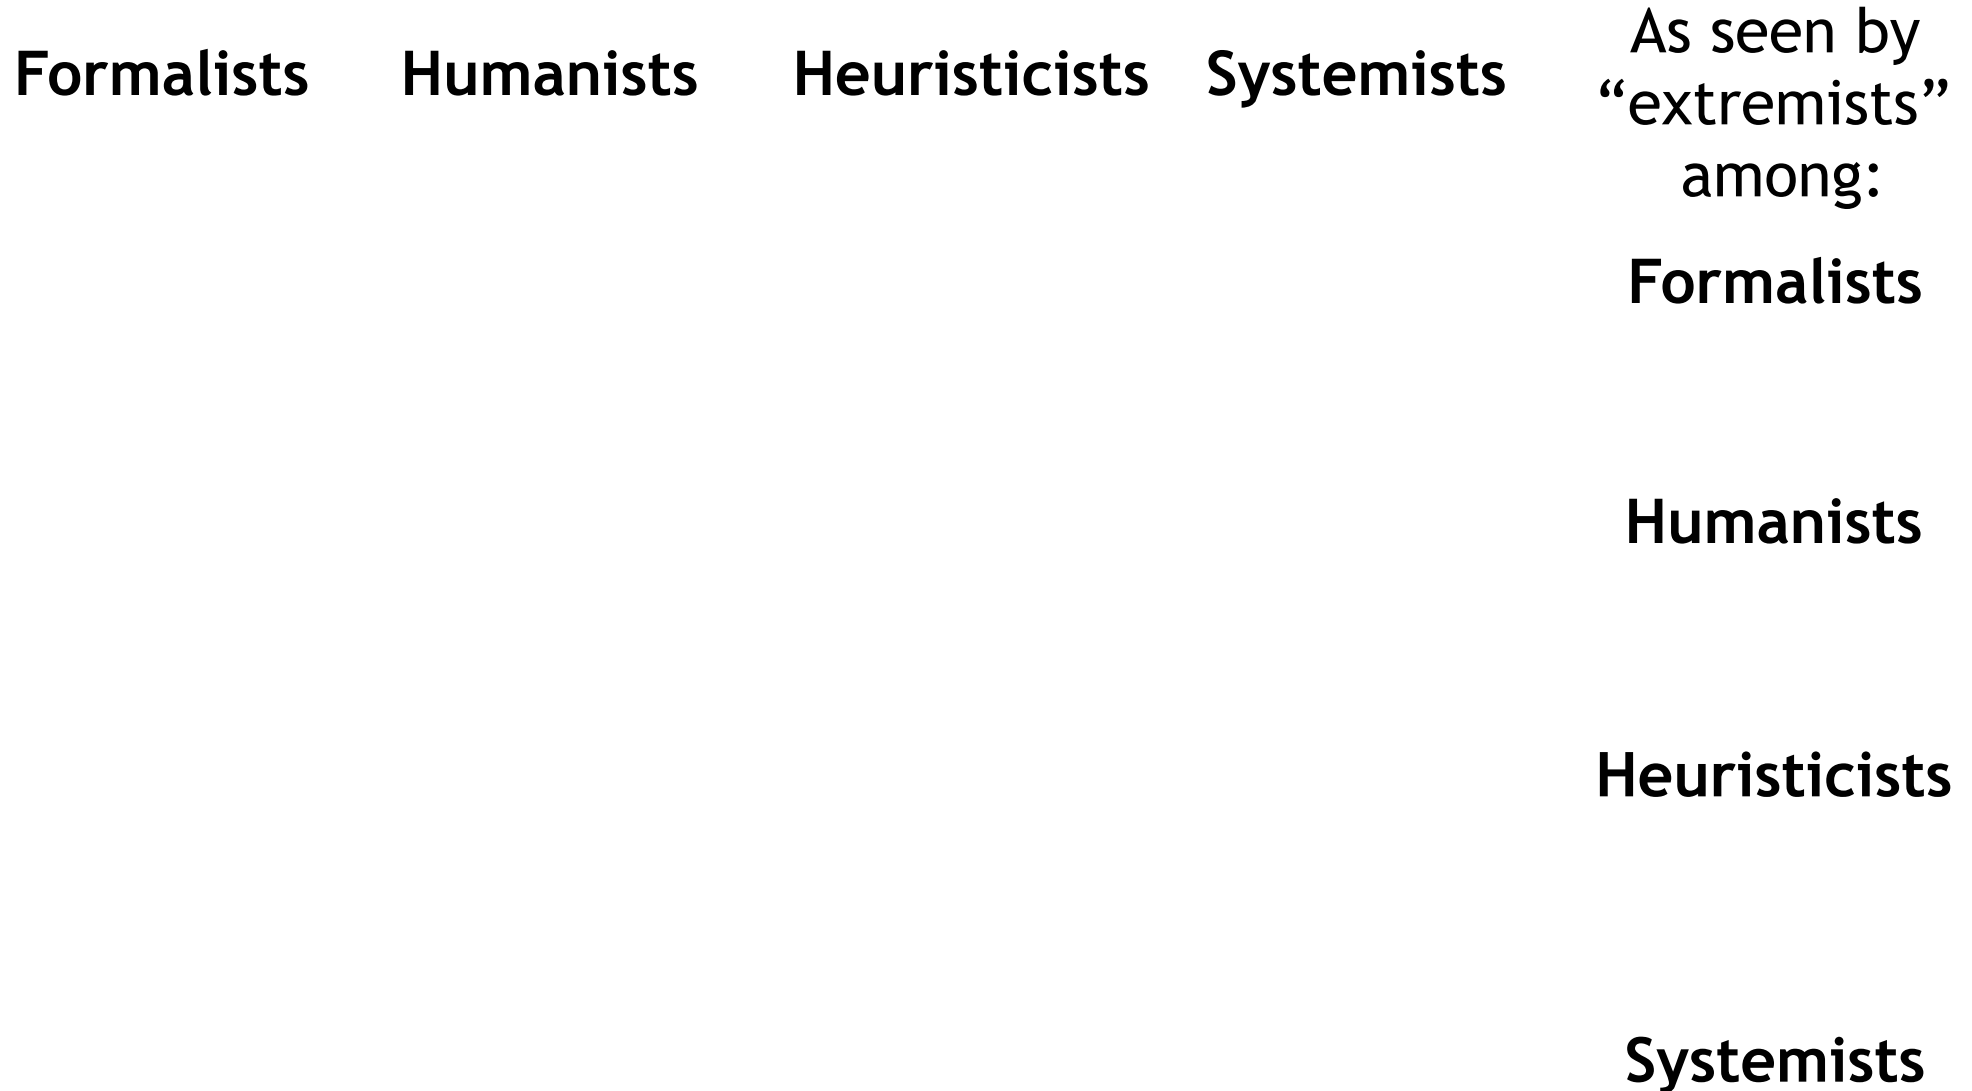 Formalists Humanists Heuristicists Systemists
As seen by
“extremists”
among:
Formalists
Humanists
Heuristicists
Systemists